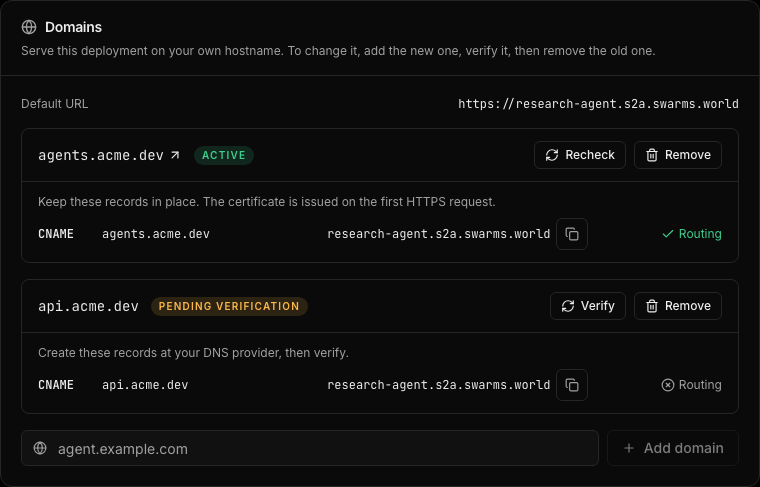 Domains
Serve this deployment on your own hostname. To change it, add the new one, verify it, then remove the old one.
Default URL https://research-agent.s2a.swarms.world
agents.acme.dev ACTIVE Recheck Remove
Keep these records in place. The certificate is issued on the first HTTPS request.
CNAME agents.acme.dev research-agent.s2a.swarms.world Routing
api.acme.dev PENDING VERIFICATION Verify Remove
Create these records at your DNS provider, then verify.
CNAME api.acme.dev research-agent.s2a.swarms.world Routing
agent.example.com Add domain